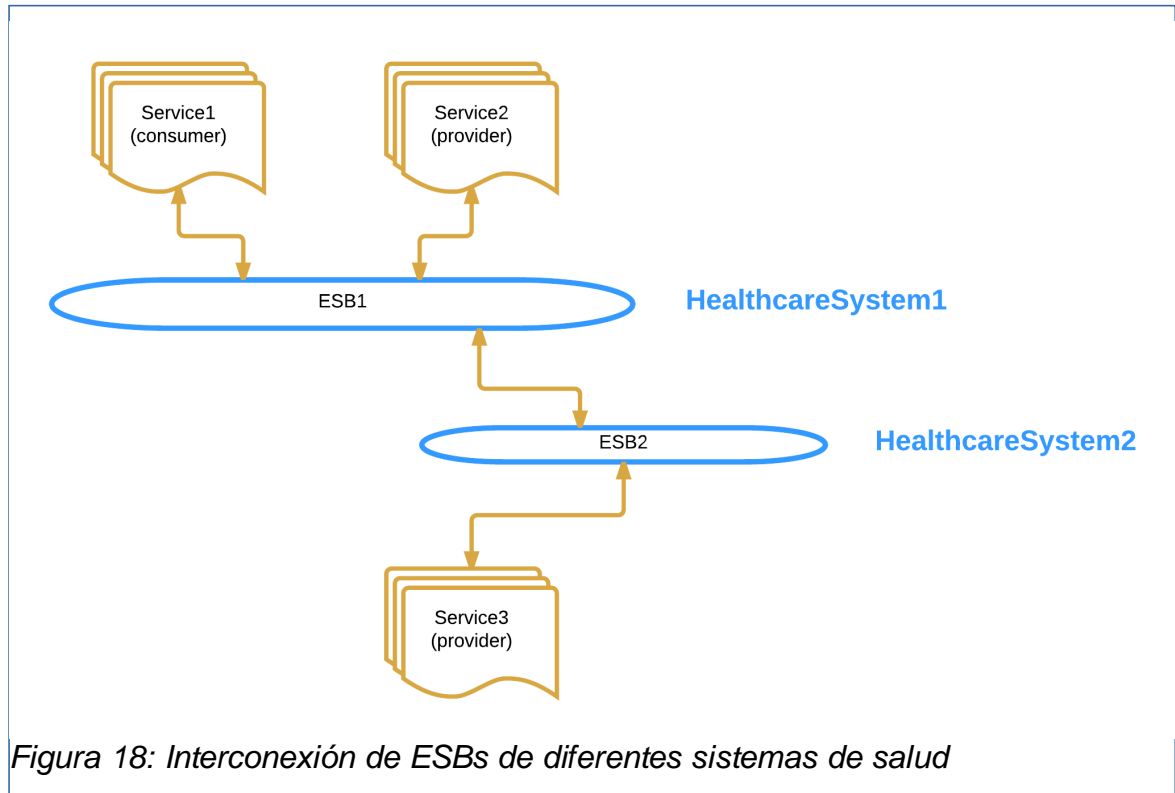 Service1
(consumer)
Service2
(provider)
ESB1
HealthcareSystem1
ESB2
HealthcareSystem2
Service3
(provider)
Figura 18: Interconexión de ESBs de diferentes sistemas de salud